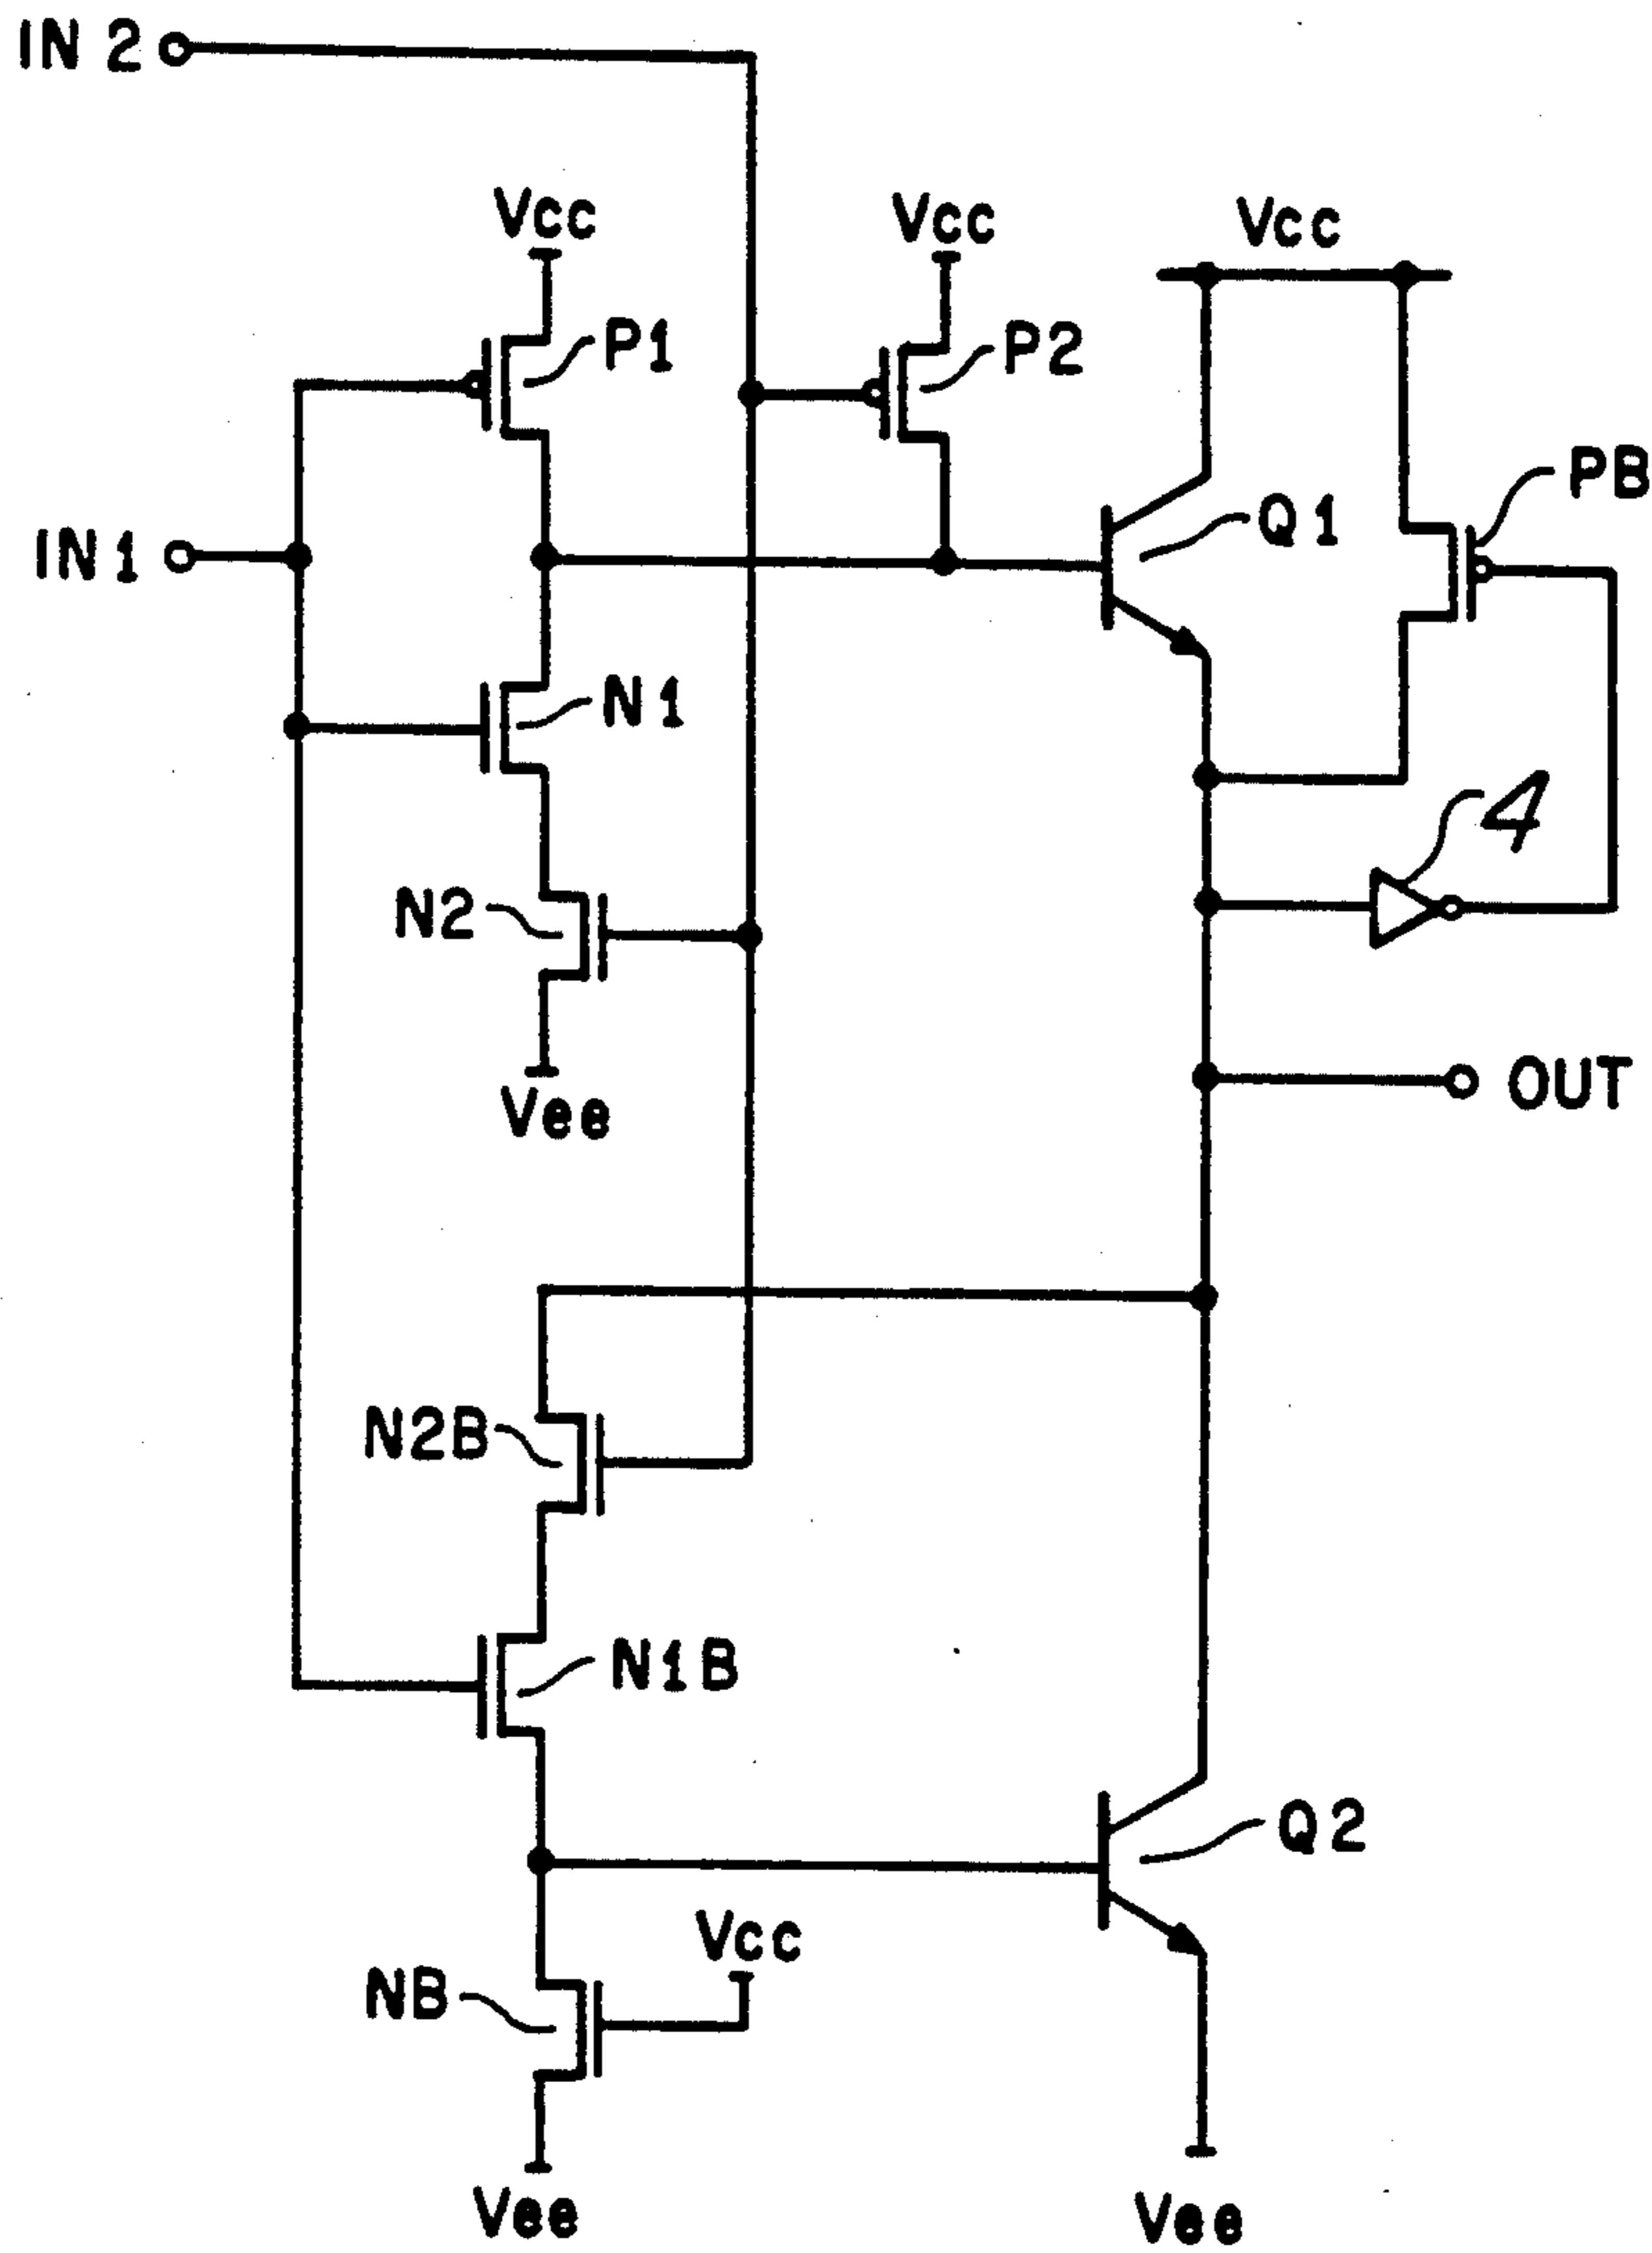 IN 2
Vcc
Vcc
Vcc
P1
P2
PB
Q1
IN1
N1
4
N2
OUT
Vee
N2B
N1B
Q2
Vcc
NB
Vee
Vee